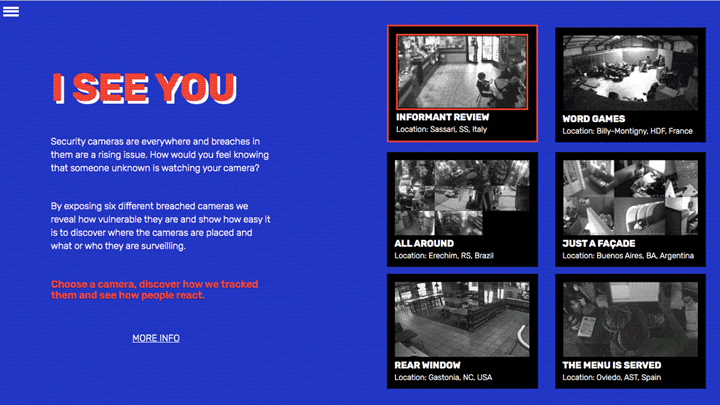 I SEE YOU
Security cameras are everywhere and breaches in
them are a rising issue. How would you feel knowing
that someone unknown is watching your camera?
By exposing six different breached cameras we
reveal how vulnerable they are and show how easy it
is to discover where the cameras are placed and
what or who they are surveilling.
Choose a camera, discover how we tracked
them and see how people react.
MORE INFO
INFORMANT REVIEW
Location: Sassari, SS, Italy
WORD GAMES
Location: Billy-Montigny, HDF, France
ALL AROUND
Location: Erechim, RS, Brazil
JUST A FAÇADE
Location: Buenos Aires, BA, Argentina
REAR WINDOW
Location: Gastonia, NC, USA
THE MENU IS SERVED
Location: Oviedo, AST, Spain